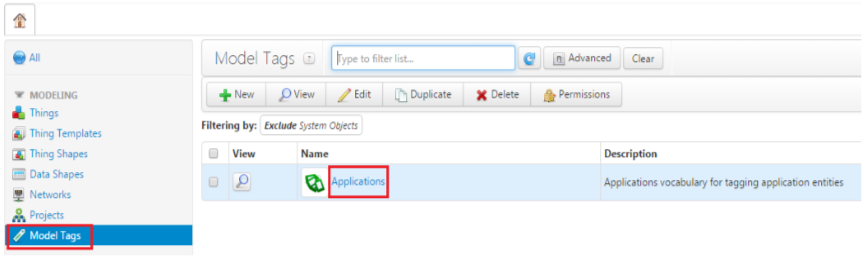 All
MODELING
Things
Thing Templates
Thing Shapes
Data Shapes
Networks
Projects
Model Tags
Model Tags Type to filter list... Advanced Clear
New View Edit Duplicate Delete Permissions
Filtering by: Exclude System Objects
View Name Description
Applications Applications vocabulary for tagging application entities